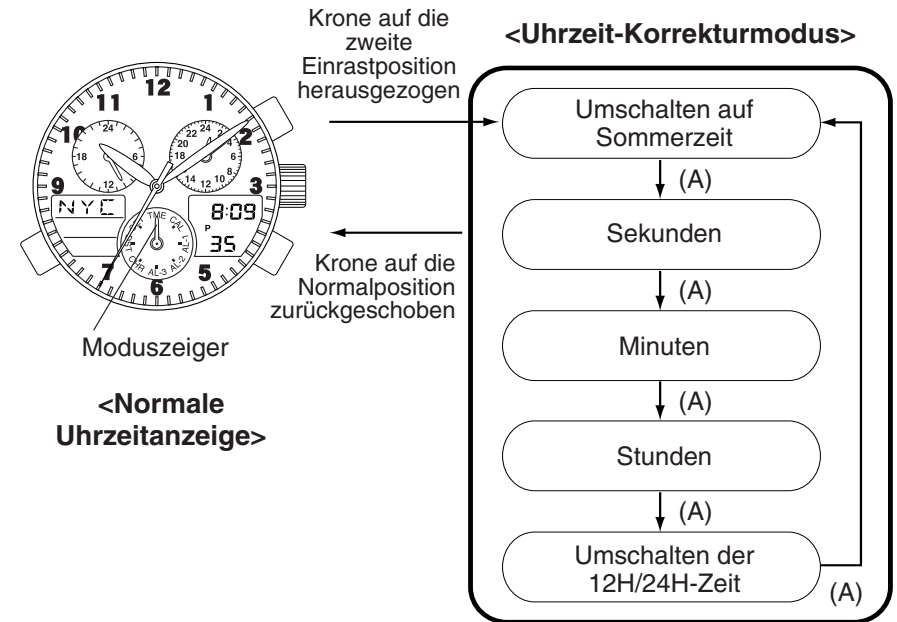 Krone auf die
zweite
Einrastposition
herausgezogen
<Uhrzeit-Korrekturmodus>
12
11
1
10
2
9
3
7
5
6
24
18
6
12
22
24
2
20
4
18
6
8
14
12
10
NYC
8:09
P
35
TME
CAL
AL-1
AL-2
AL-3
CHR
Krone auf die
Normalposition
zurückgeschoben
Moduszeiger
<Normale
Uhrzeitanzeige>
Umschalten auf
Sommerzeit
(A)
Sekunden
(A)
Minuten
(A)
Stunden
(A)
Umschalten der
12H/24H-Zeit
(A)